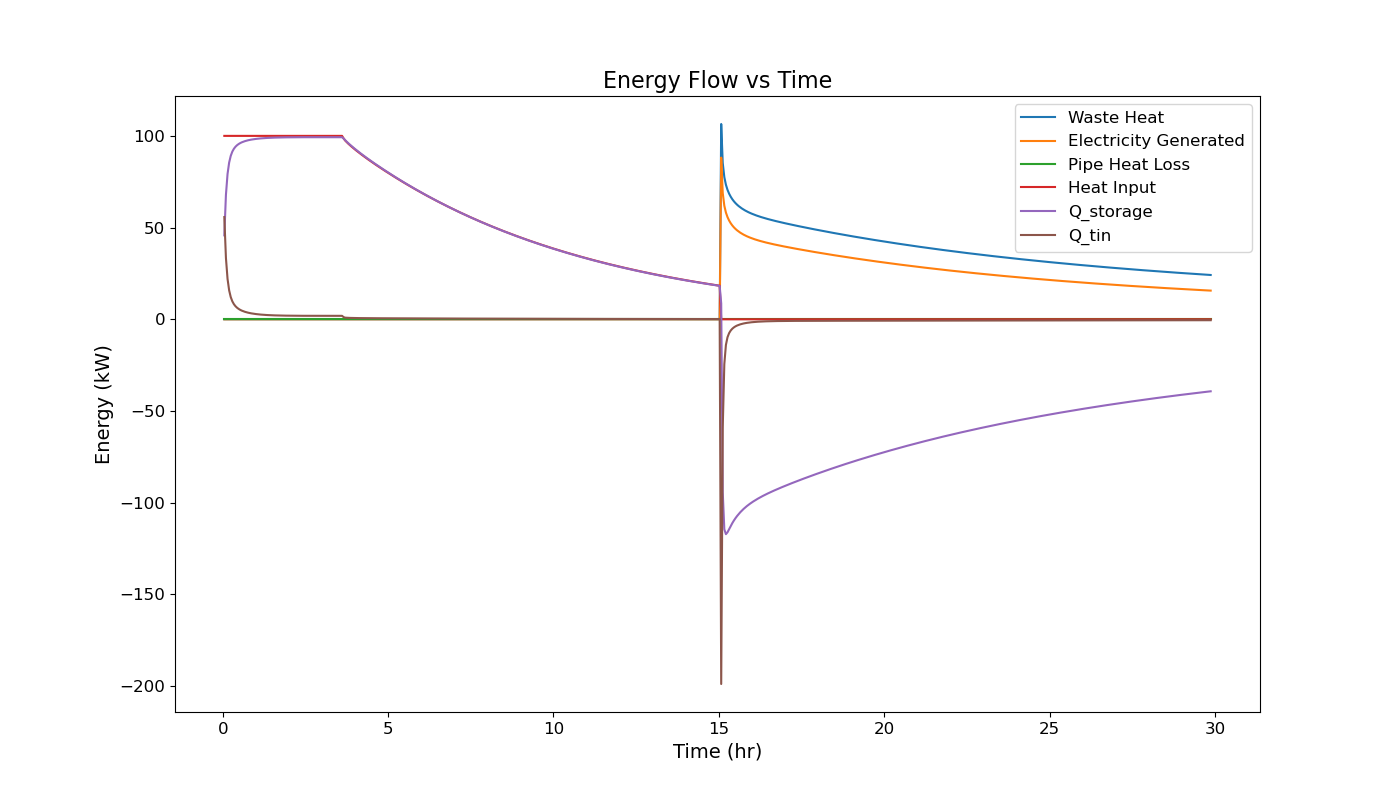 Energy Flow vs Time
Waste Heat
Electricity Generated
Pipe Heat Loss
Heat Input
Q_storage
Q_tin
100
50
0
−50
−100
−150
−200
Energy (kW)
0 5 10 15 20 25 30
Time (hr)